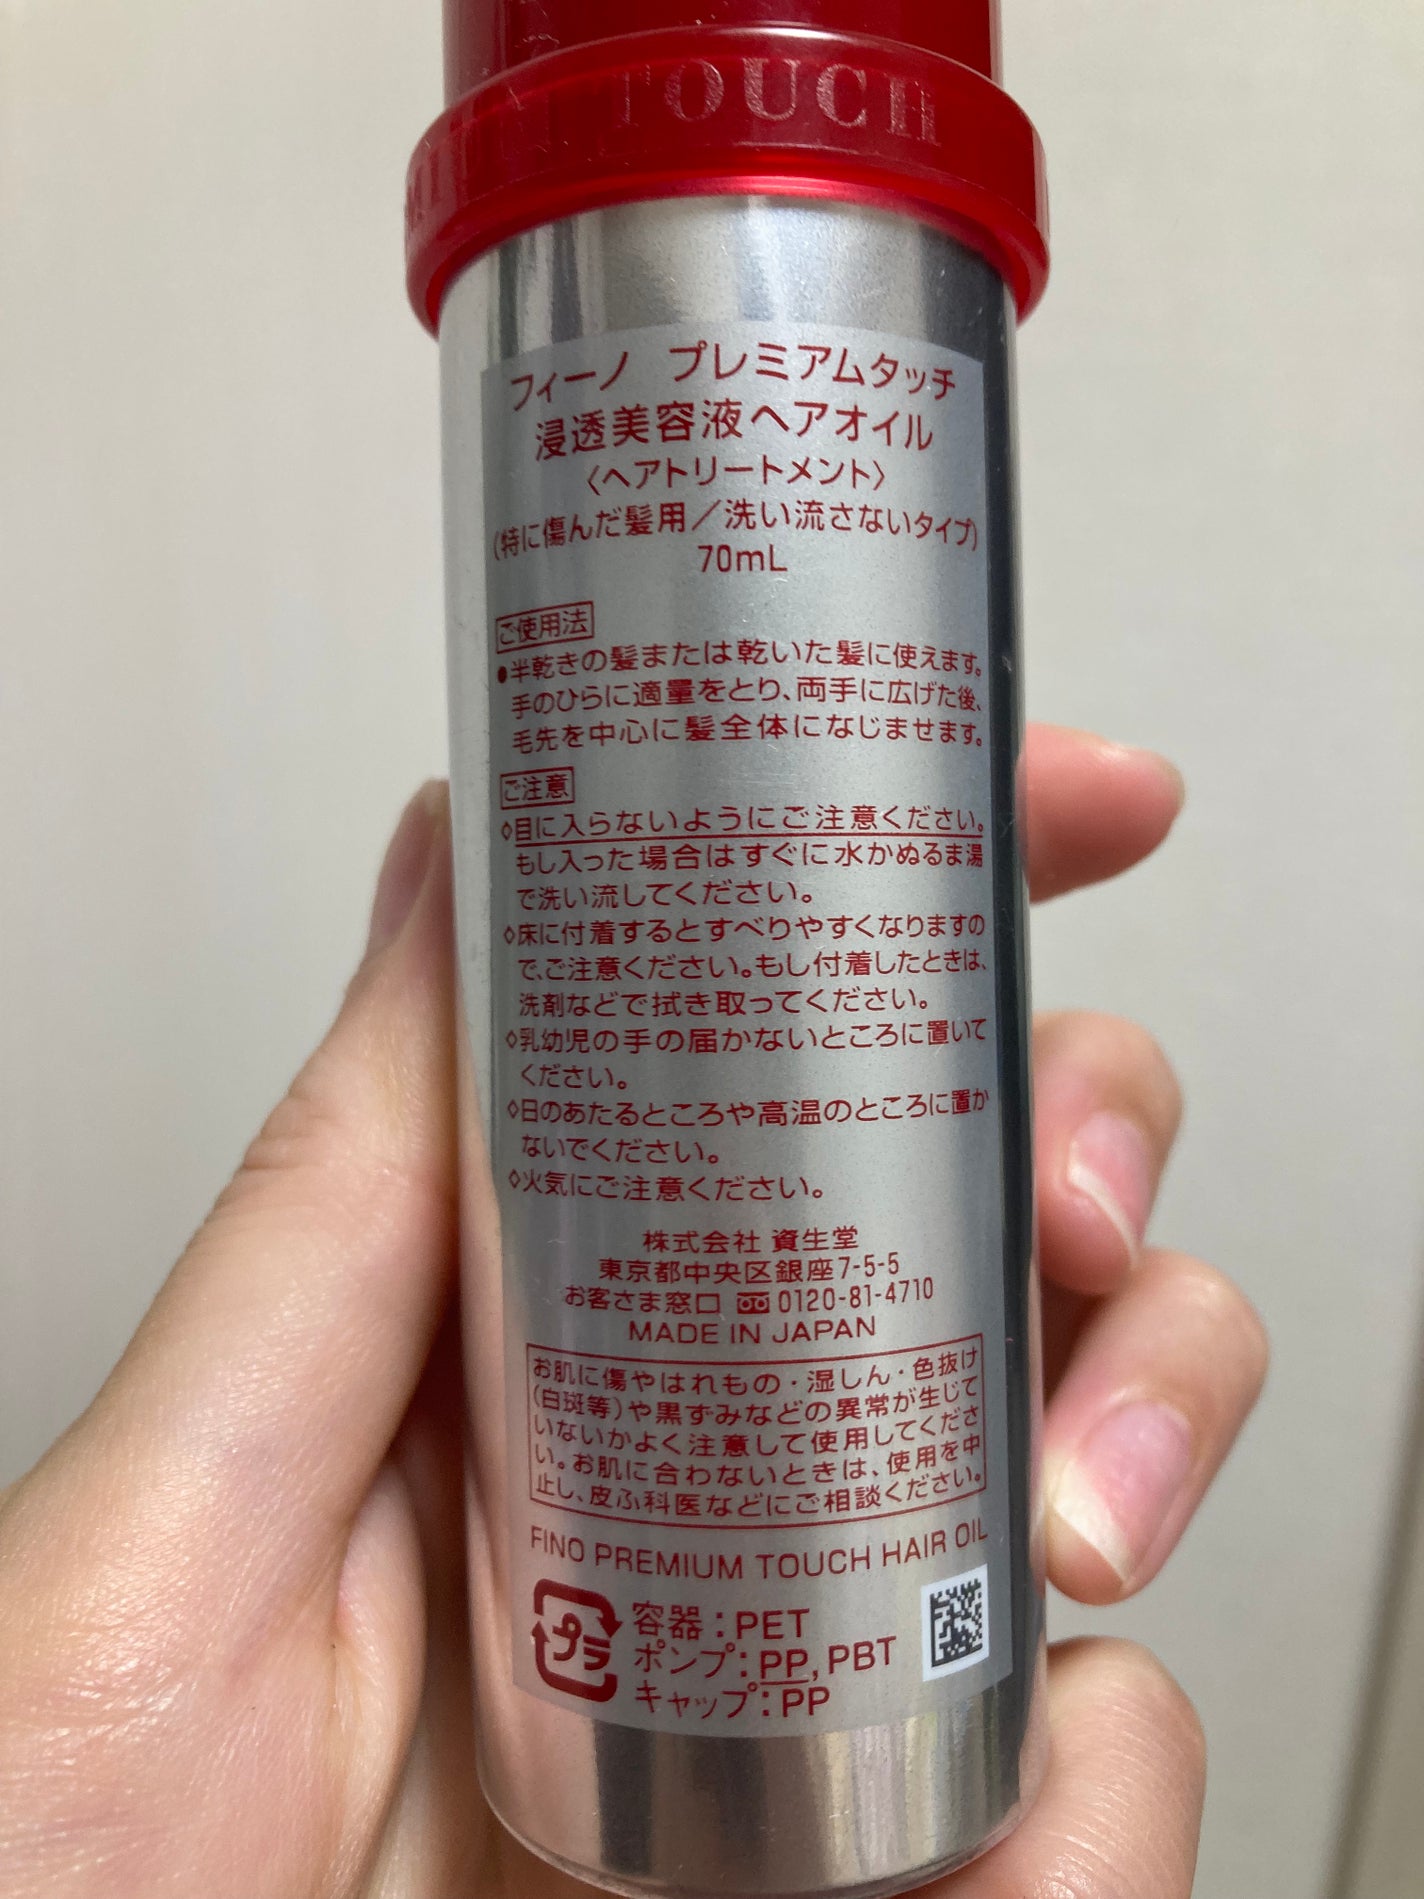 TOUCH
フィーノ プレミアムタッチ
浸透美容液ヘアオイル
〈ヘアトリートメント〉
(特に傷んだ髪用/洗い流さないタイプ)
70mL
ご使用法
●半乾きの髪または乾いた髪に使えます。
手のひらに適量をとり、両手に広げた後、
毛先を中心に髪全体になじませます。
ご注意
◇目に入らないようにご注意ください。
もし入った場合はすぐに水かぬるま湯
で洗い流してください。
◇床に付着するとすべりやすくなりますの
で、ご注意ください。もし付着したときは、
洗剤などで拭き取ってください。
◇乳幼児の手の届かないところに置いて
ください。
◇日のあたるところや高温のところに置か
ないでください。
◇火気にご注意ください。
株式会社 資生堂
東京都中央区銀座7-5-5
お客さま窓口 0120-81-4710
MADE IN JAPAN
お肌に傷やはれもの・湿しん・色抜け
(白斑等)や黒ずみなどの異常が生じて
いないかよく注意して使用してくださ
い。お肌に合わないときは、使用を中
止し、皮ふ科医などにご相談ください。
FINO PREMIUM TOUCH HAIR OIL
プラ
容器:PET
ポンプ:PP,PBT
キャップ:PP